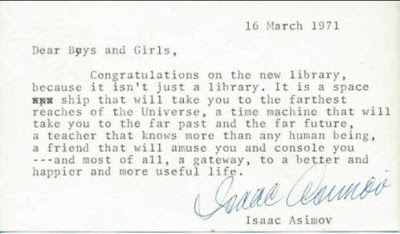 16 March 1971
Dear Boys and Girls,
Congratulations on the new library,
because it isn't just a library. It is a space
ship that will take you to the farthest
reaches of the Universe, a time machine that will
take you to the far past and the far future,
a teacher that knows more than any human being,
a friend that will amuse you and console you
---and most of all, a gateway, to a better and
happier and more useful life.
Isaac Asimov
Isaac Asimov